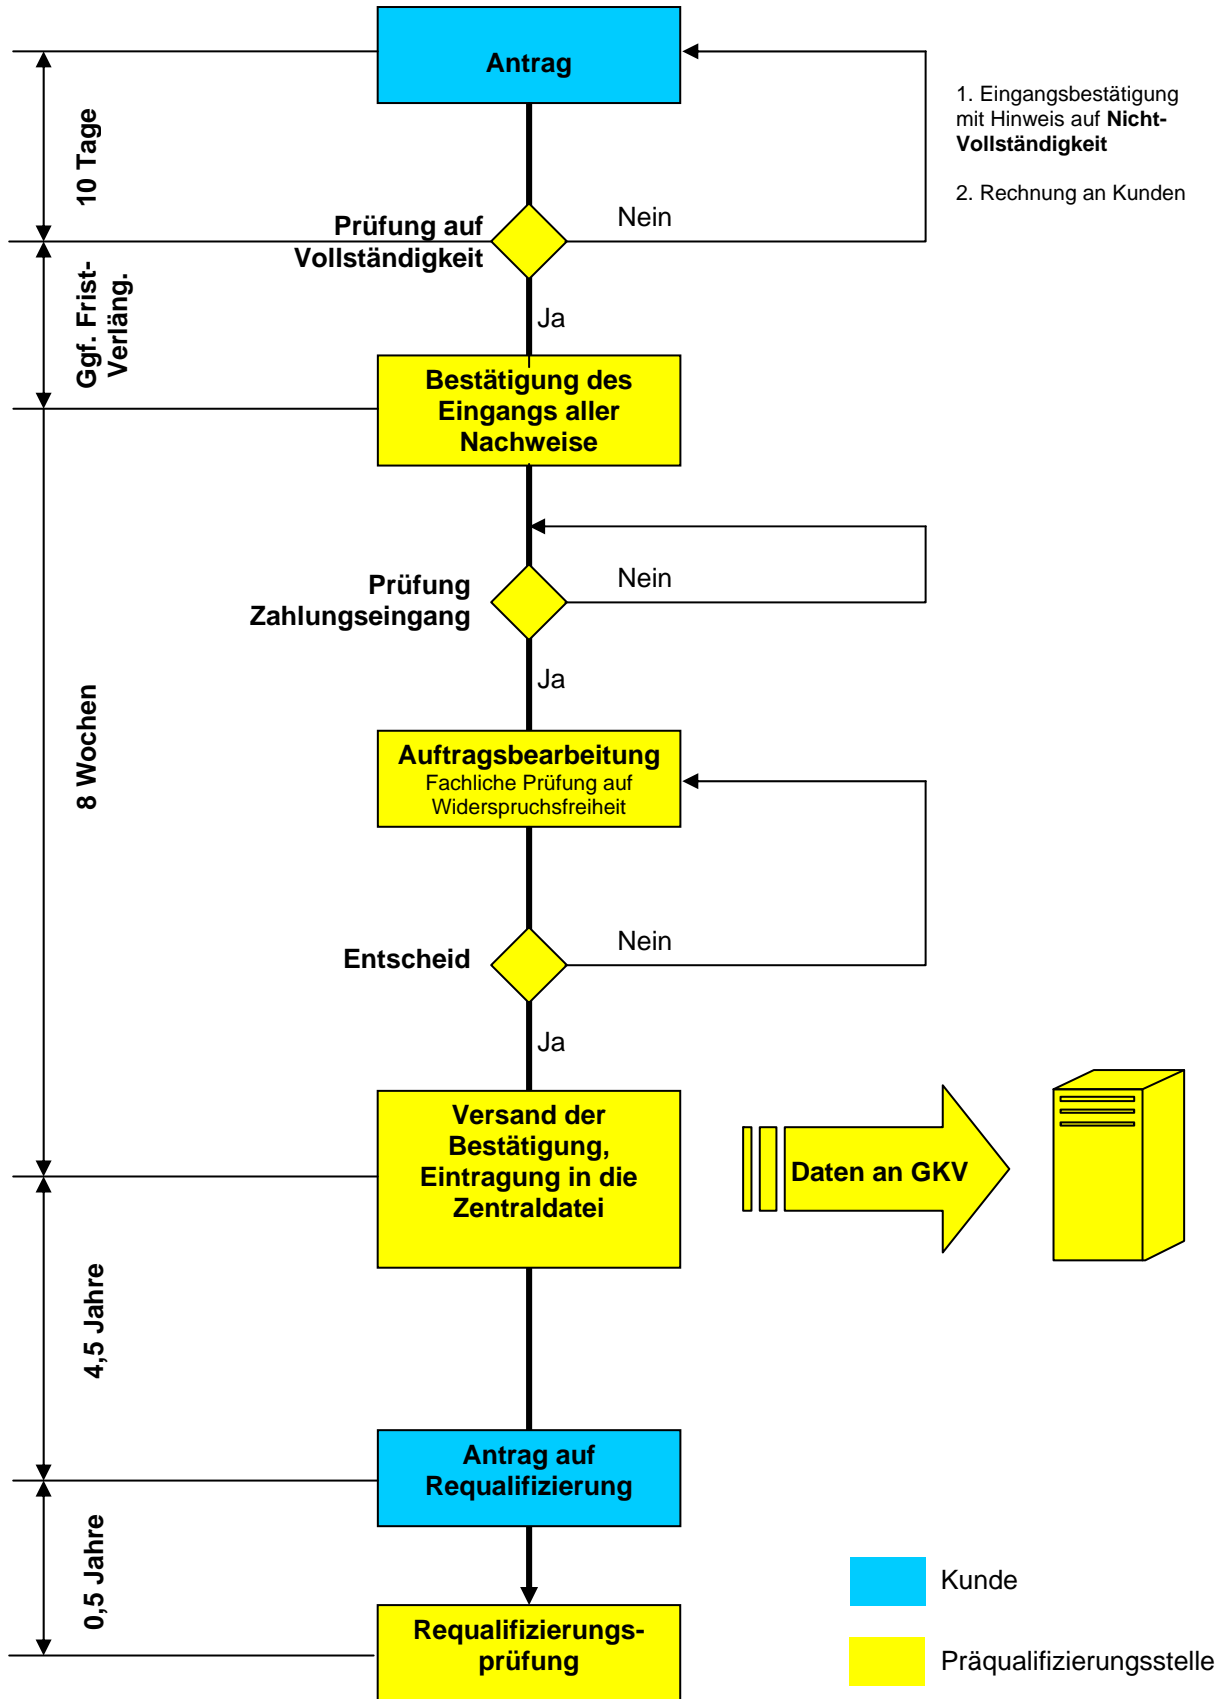 Antrag
1. Eingangsbestätigung
mit Hinweis auf Nicht-
Vollständigkeit
2. Rechnung an Kunden
10 Tage
Prüfung auf
Vollständigkeit
Nein
Ja
Ggf. Frist-
Verläng.
Bestätigung des
Eingangs aller
Nachweise
Prüfung
Zahlungseingang
Nein
Ja
8 Wochen
Auftragsbearbeitung
Fachliche Prüfung auf
Widerspruchsfreiheit
Entscheid
Nein
Ja
Versand der
Bestätigung,
Eintragung in die
Zentraldatei
Daten an GKV
4,5 Jahre
Antrag auf
Requalifizierung
0,5 Jahre
Requalifizierungs-
prüfung
Kunde
Präqualifizierungsstelle